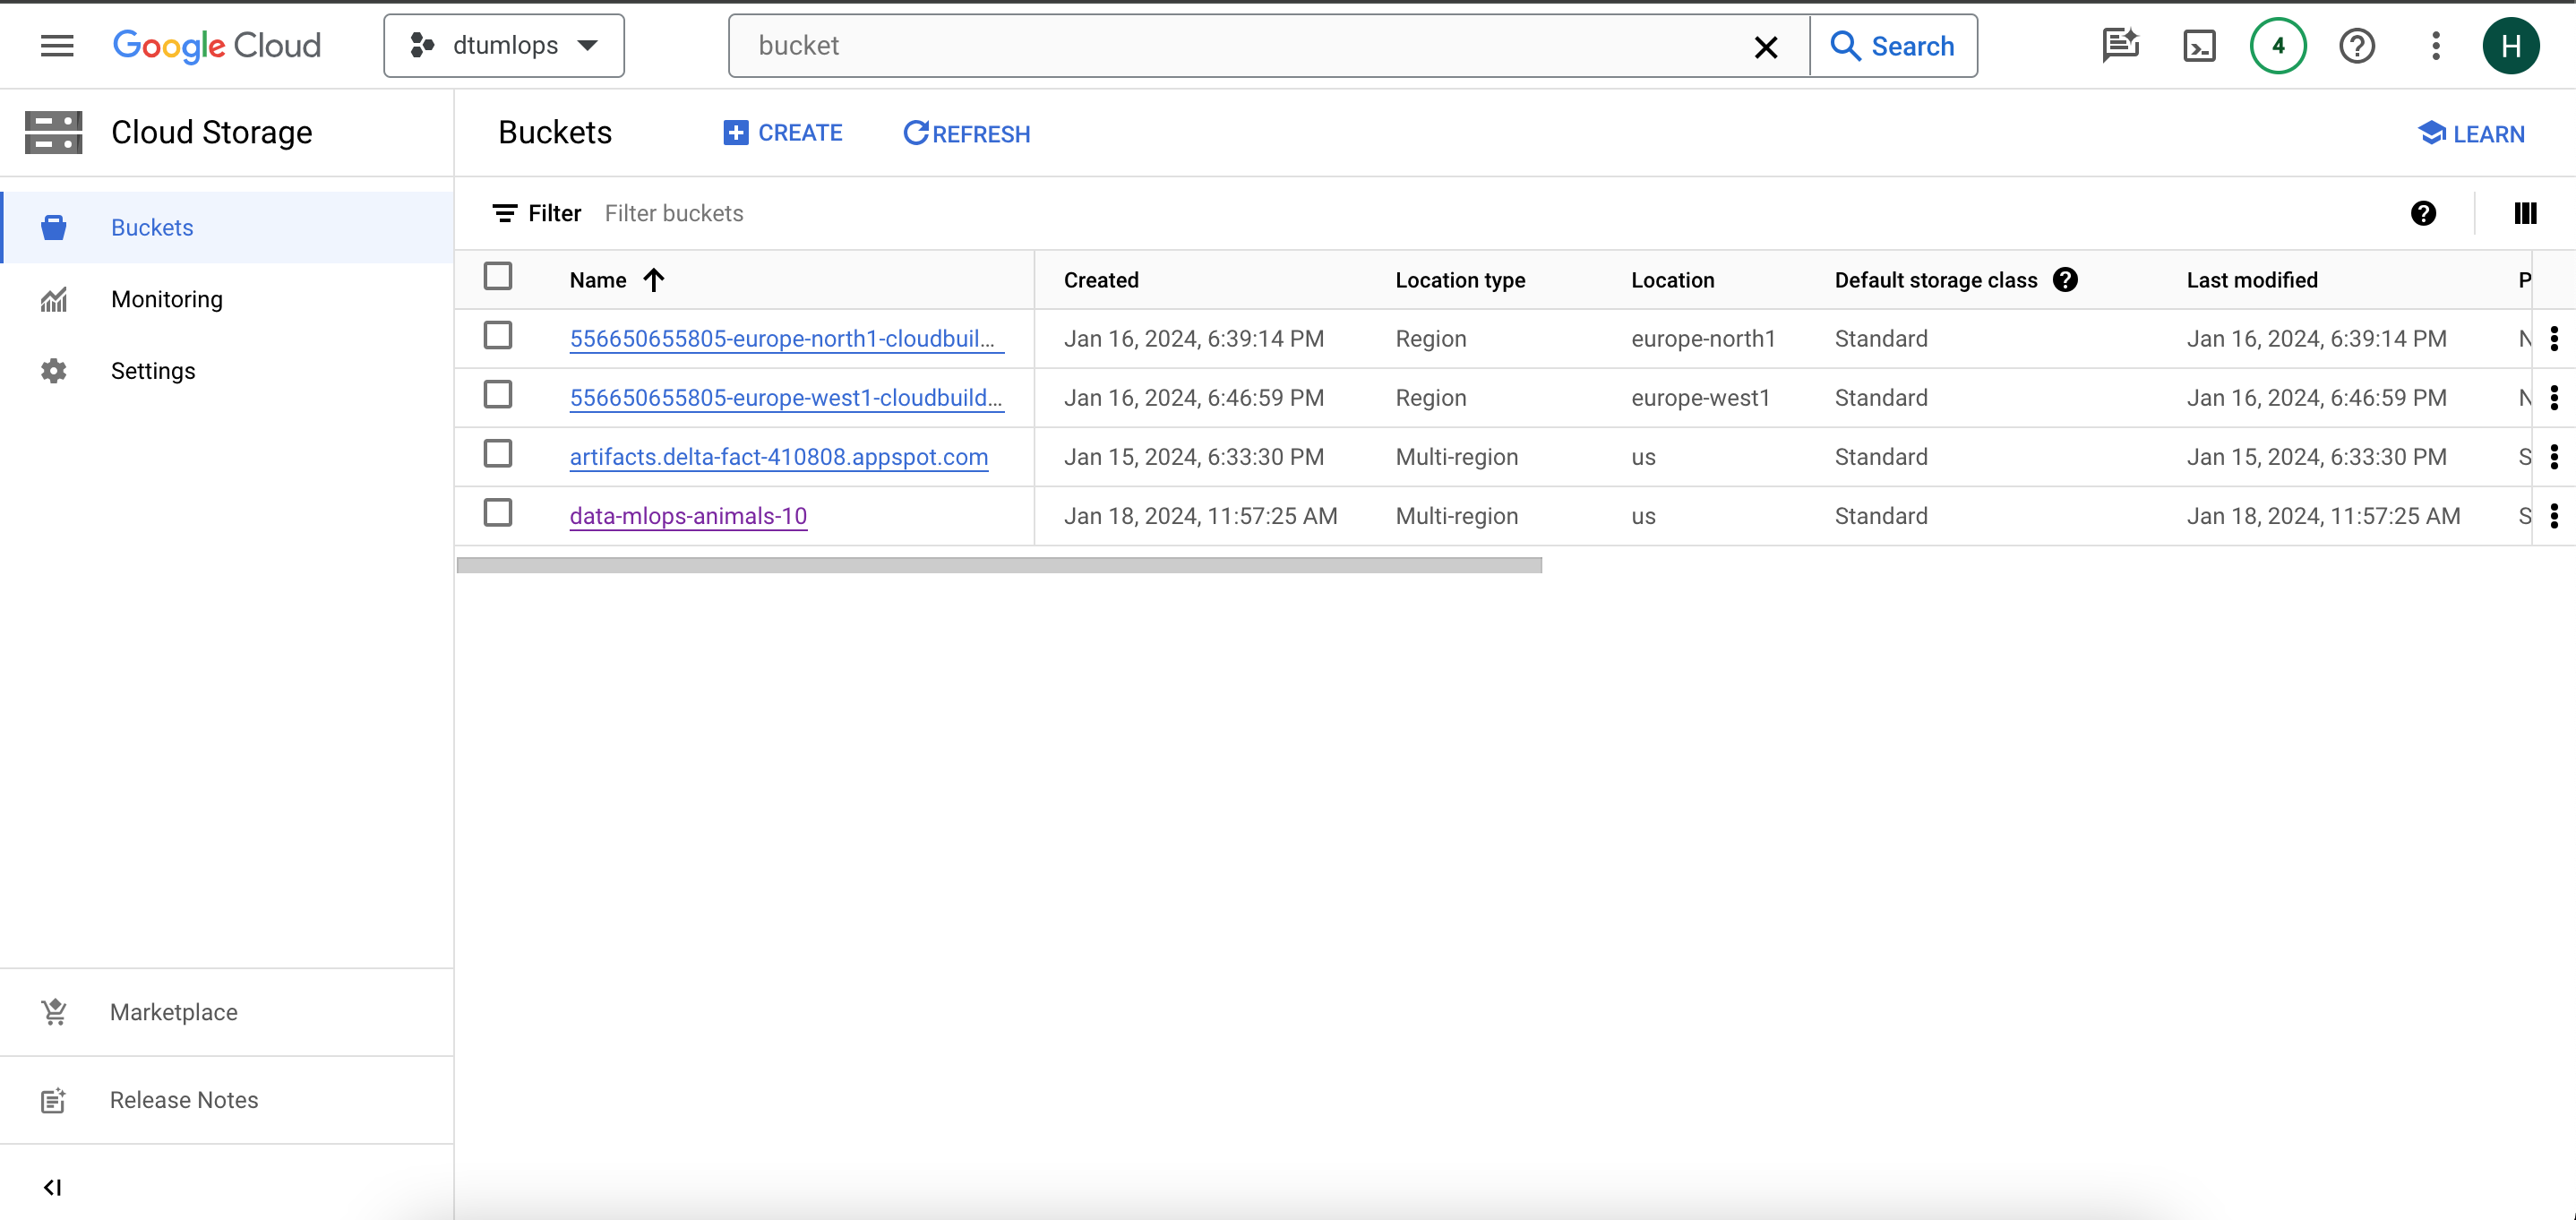 Google Cloud dtumlops bucket Search 4 H
Cloud Storage Buckets CREATE REFRESH LEARN
Buckets
Monitoring
Settings
Filter Filter buckets
Name Created Location type Location Default storage class Last modified P
556650655805-europe-north1-cloudbuil... Jan 16, 2024, 6:39:14 PM Region europe-north1 Standard Jan 16, 2024, 6:39:14 PM N
556650655805-europe-west1-cloudbuild... Jan 16, 2024, 6:46:59 PM Region europe-west1 Standard Jan 16, 2024, 6:46:59 PM N
artifacts.delta-fact-410808.appspot.com Jan 15, 2024, 6:33:30 PM Multi-region us Standard Jan 15, 2024, 6:33:30 PM S
data-mlops-animals-10 Jan 18, 2024, 11:57:25 AM Multi-region us Standard Jan 18, 2024, 11:57:25 AM S
Marketplace
Release Notes